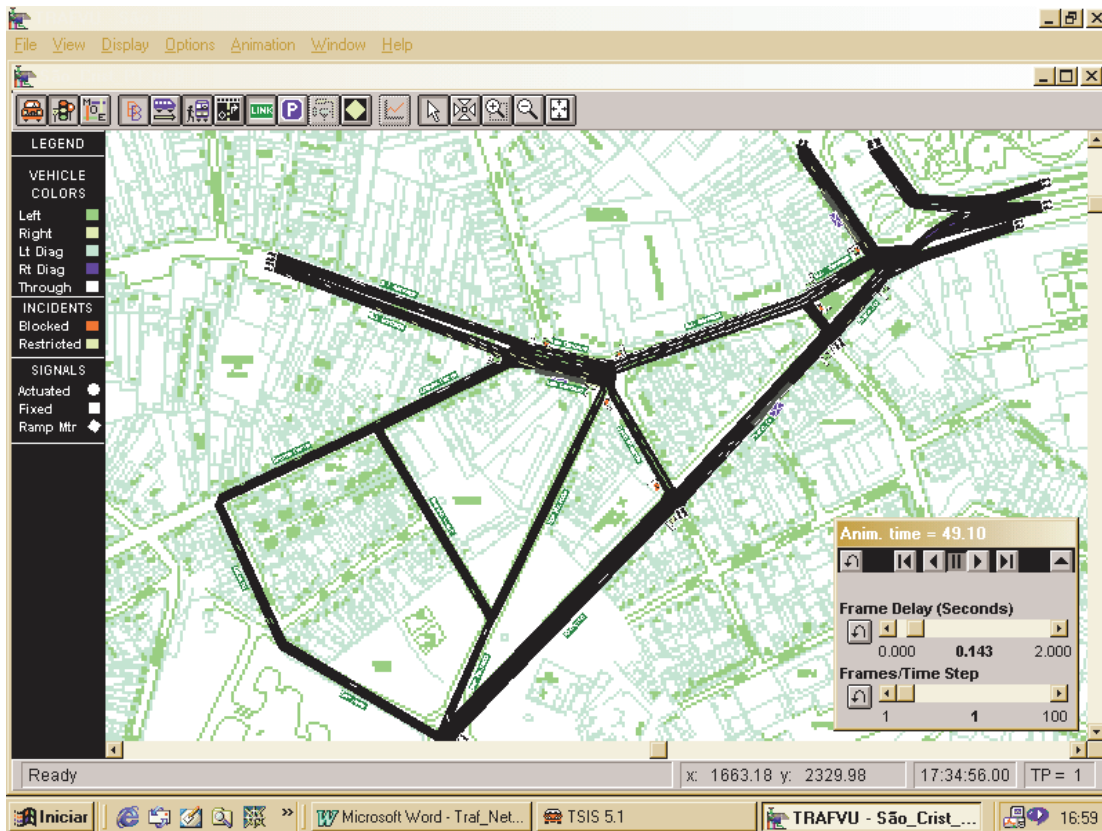 File View Display Options Animation Window Help
MOE
LINK
P
LEGEND
VEHICLE
COLORS
Left
Right
Lt Diag
Rt Diag
Through
INCIDENTS
Blocked
Restricted
SIGNALS
Actuated
Fixed
Ramp Mtr
Anim. time = 49.10
Frame Delay (Seconds)
0.000 0.143 2.000
Frames/Time Step
1 1 100
Ready x: 1663.18 y: 2329.98 17:34:56.00 TP = 1
Iniciar » Microsoft Word - Traf_Net... TSIS 5.1 TRAFVU - São_Crist_... 16:59